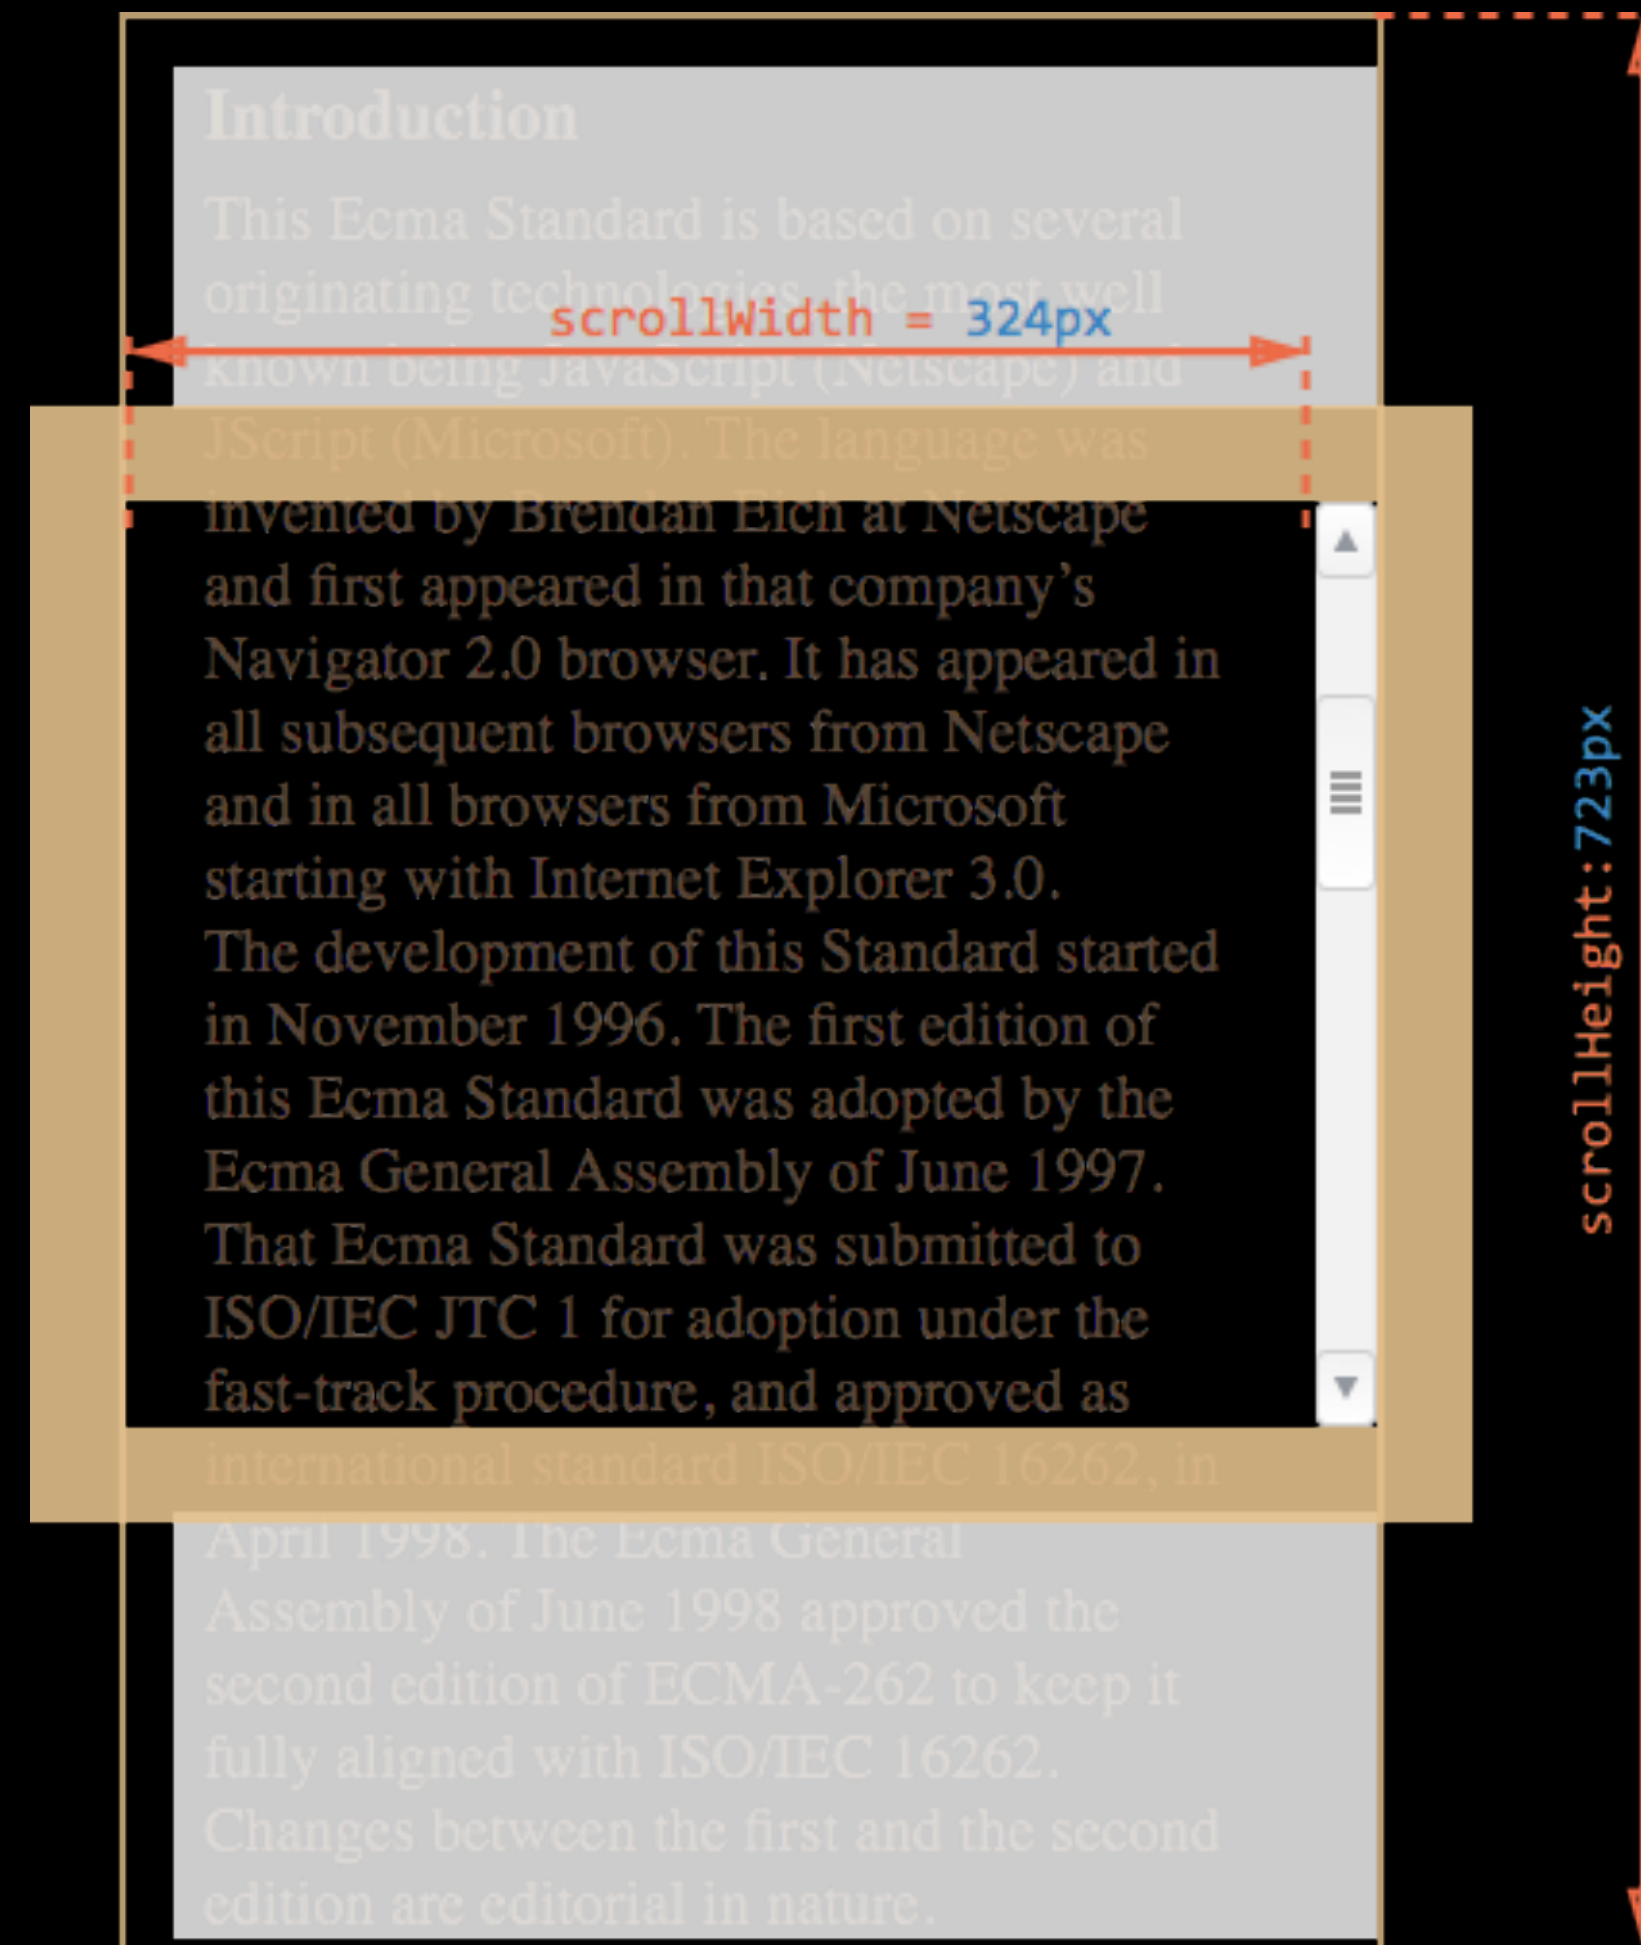 Introduction
This Ecma Standard is based on several
originating technologies, the most well
scrollWidth = 324px
known being JavaScript (Netscape) and
JScript (Microsoft). The language was
invented by Brendan Eich at Netscape
and first appeared in that company’s
Navigator 2.0 browser. It has appeared in
all subsequent browsers from Netscape
and in all browsers from Microsoft
starting with Internet Explorer 3.0.
The development of this Standard started
in November 1996. The first edition of
this Ecma Standard was adopted by the
Ecma General Assembly of June 1997.
That Ecma Standard was submitted to
ISO/IEC JTC 1 for adoption under the
fast-track procedure, and approved as
international standard ISO/IEC 16262, in
April 1998. The Ecma General
Assembly of June 1998 approved the
second edition of ECMA-262 to keep it
fully aligned with ISO/IEC 16262.
Changes between the first and the second
edition are editorial in nature.
scrollHeight:723px